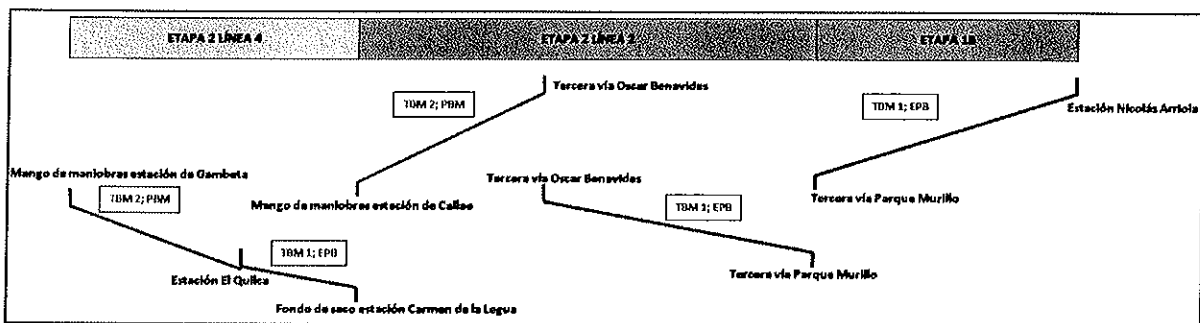 ETAPA 2 LÍNEA 4
ETAPA 2 LÍNEA 2
ETAPA 1B
TBM 2; PBM
Tercera vía Oscar Benavides
TBM 1; EPB
Estación Nicolás Arriola
Mango de maniobras estación de Gambeta
Tercera vía Oscar Benavides
TBM 2; PBM
Mango de maniobras estación de Callao
TBM 1; EPB
Tercera vía Parque Murillo
TBM 1; EPB
Estación El Quilca
Tercera vía Parque Murillo
Fondo de saco estación Carmen de la Legua